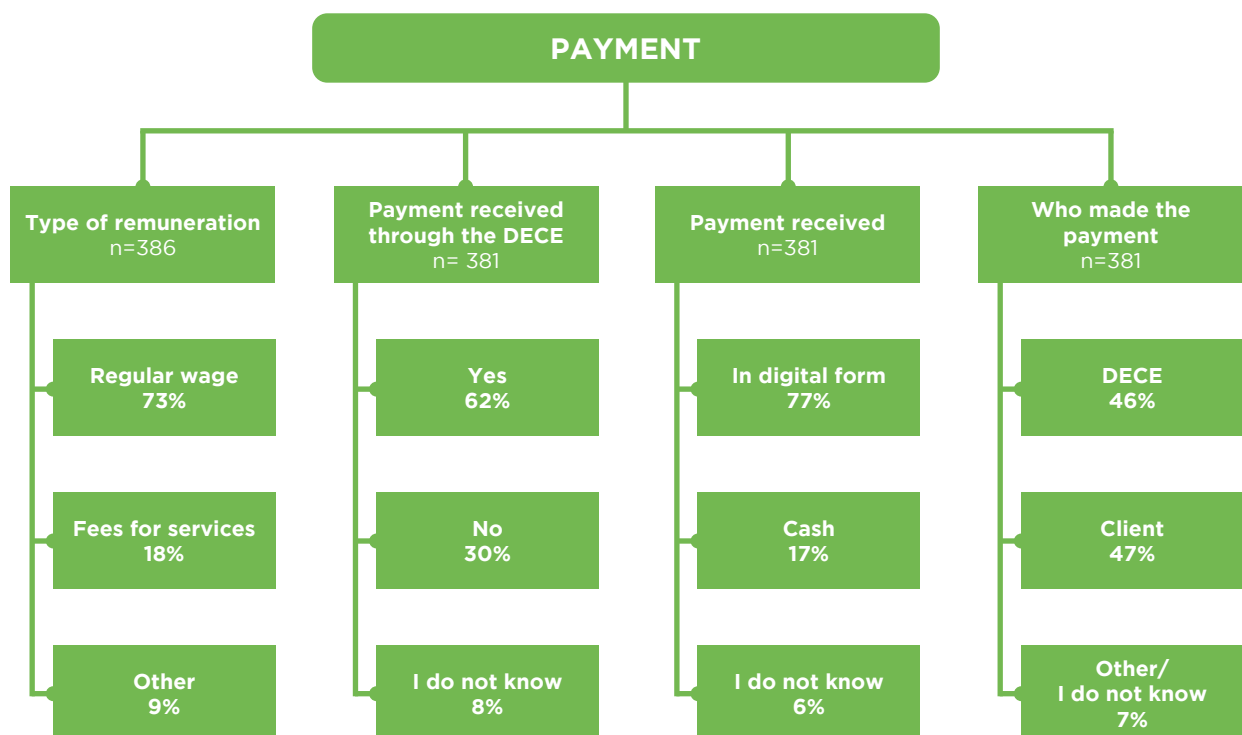 PAYMENT
Type of remuneration
n=386
Regular wage
73%
Fees for services
18%
Other
9%
Payment received
through the DECE
n= 381
Yes
62%
No
30%
I do not know
8%
Payment received
n=381
In digital form
77%
Cash
17%
I do not know
6%
Who made the
payment
n=381
DECE
46%
Client
47%
Other/
I do not know
7%